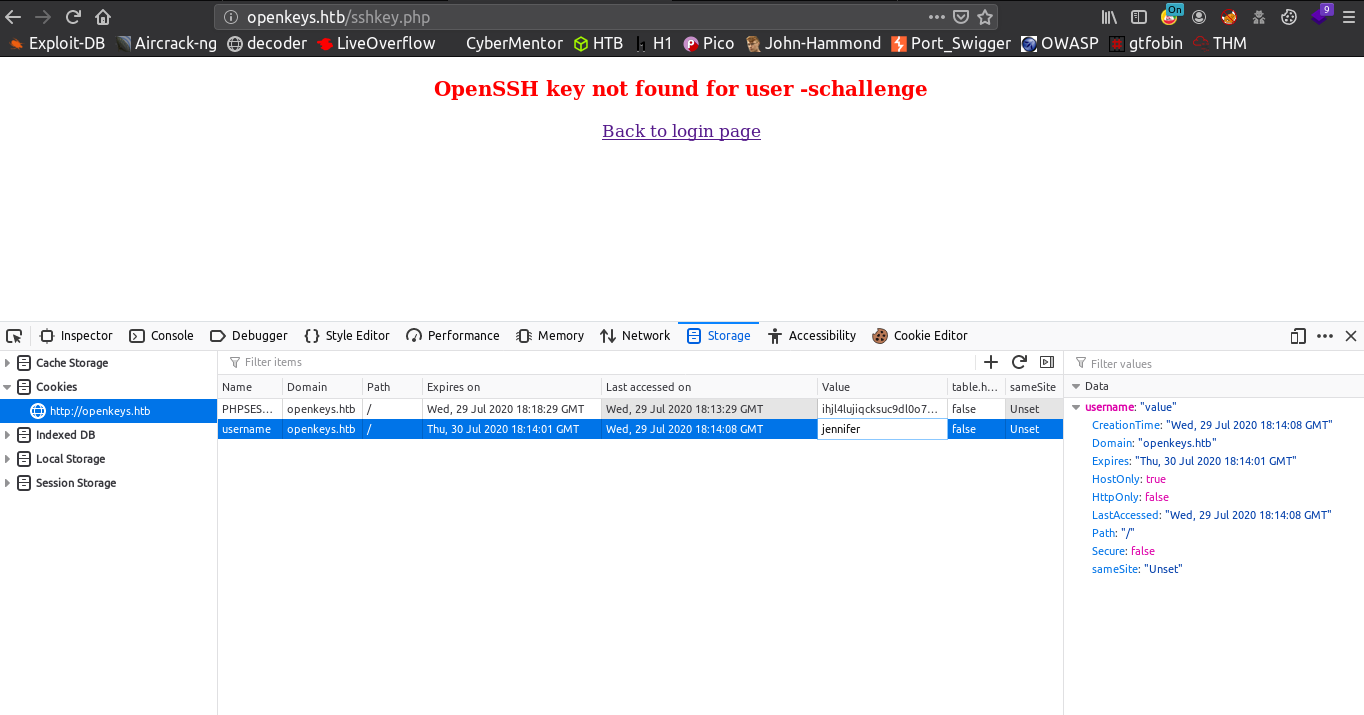 openkeys.htb/sshkey.php
On
9
Exploit-DB Aircrack-ng decoder LiveOverflow CyberMentor HTB H1 Pico John-Hammond Port_Swigger OWASP gtfobin THM
OpenSSH key not found for user -schallenge
Back to login page
Inspector Console Debugger {} Style Editor Performance Memory Network Storage Accessibility Cookie Editor
Cache Storage
Cookies
http://openkeys.htb
Indexed DB
Local Storage
Session Storage
Filter items
Name Domain Path Expires on Last accessed on Value table.h... sameSite
PHPSES... openkeys.htb / Wed, 29 Jul 2020 18:18:29 GMT Wed, 29 Jul 2020 18:13:29 GMT ihjl4lujiqcksuc9dl0o7... false Unset
username openkeys.htb / Thu, 30 Jul 2020 18:14:01 GMT Wed, 29 Jul 2020 18:14:08 GMT jennifer false Unset
Filter values
Data
username: "value"
CreationTime: "Wed, 29 Jul 2020 18:14:08 GMT"
Domain: "openkeys.htb"
Expires: "Thu, 30 Jul 2020 18:14:01 GMT"
HostOnly: true
HttpOnly: false
LastAccessed: "Wed, 29 Jul 2020 18:14:08 GMT"
Path: "/"
Secure: false
sameSite: "Unset"